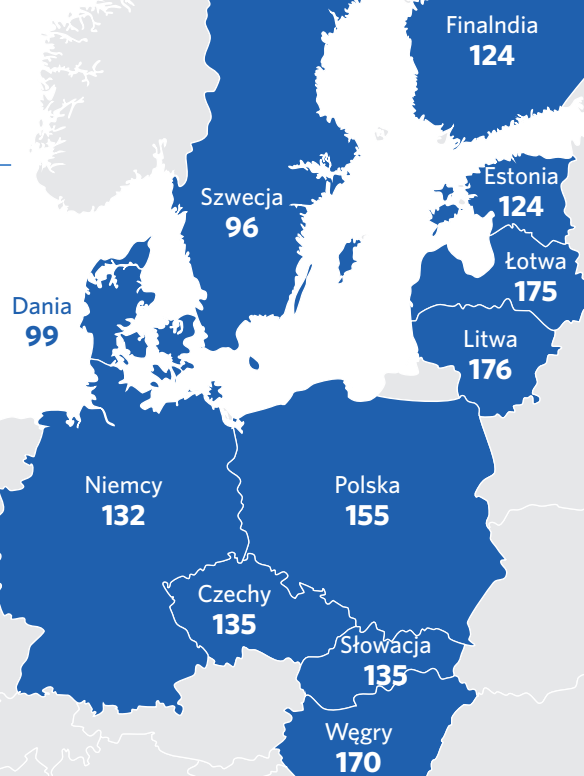 Finalndia
124
Estonia
124
Szwecja
96
Łotwa
175
Dania
99
Litwa
176
Niemcy
132
Polska
155
Czechy
135
Słowacja
135
Węgry
170